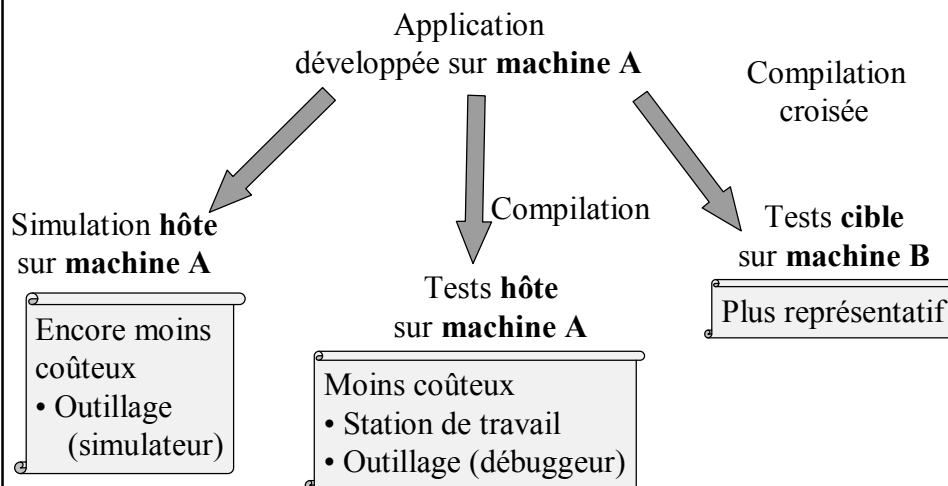 Application
développée sur machine A
Compilation
croisée
Simulation hôte
sur machine A
Encore moins
coûteux
• Outillage
(simulateur)
Compilation
Tests hôte
sur machine A
Moins coûteux
• Station de travail
• Outillage (débuggeur)
Tests cible
sur machine B
Plus représentatif